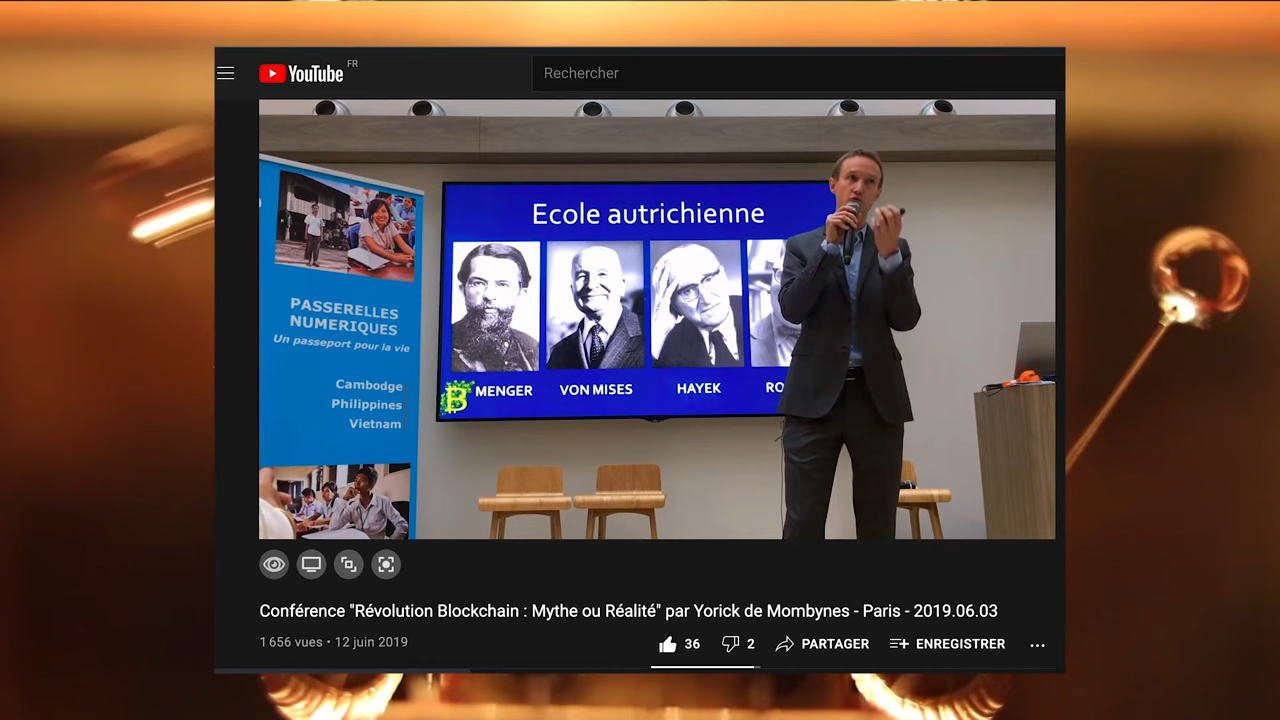 YouTube FR
Rechercher
Ecole autrichienne
MENGER
VON MISES
HAYEK
RO
PASSERELLES
NUMERIQUES
Un passeport pour la vie
Cambodge
Philippines
Vietnam
Conférence "Révolution Blockchain : Mythe ou Réalité" par Yorick de Mombynes - Paris - 2019.06.03
1 656 vues • 12 juin 2019
36
2
PARTAGER
ENREGISTRER